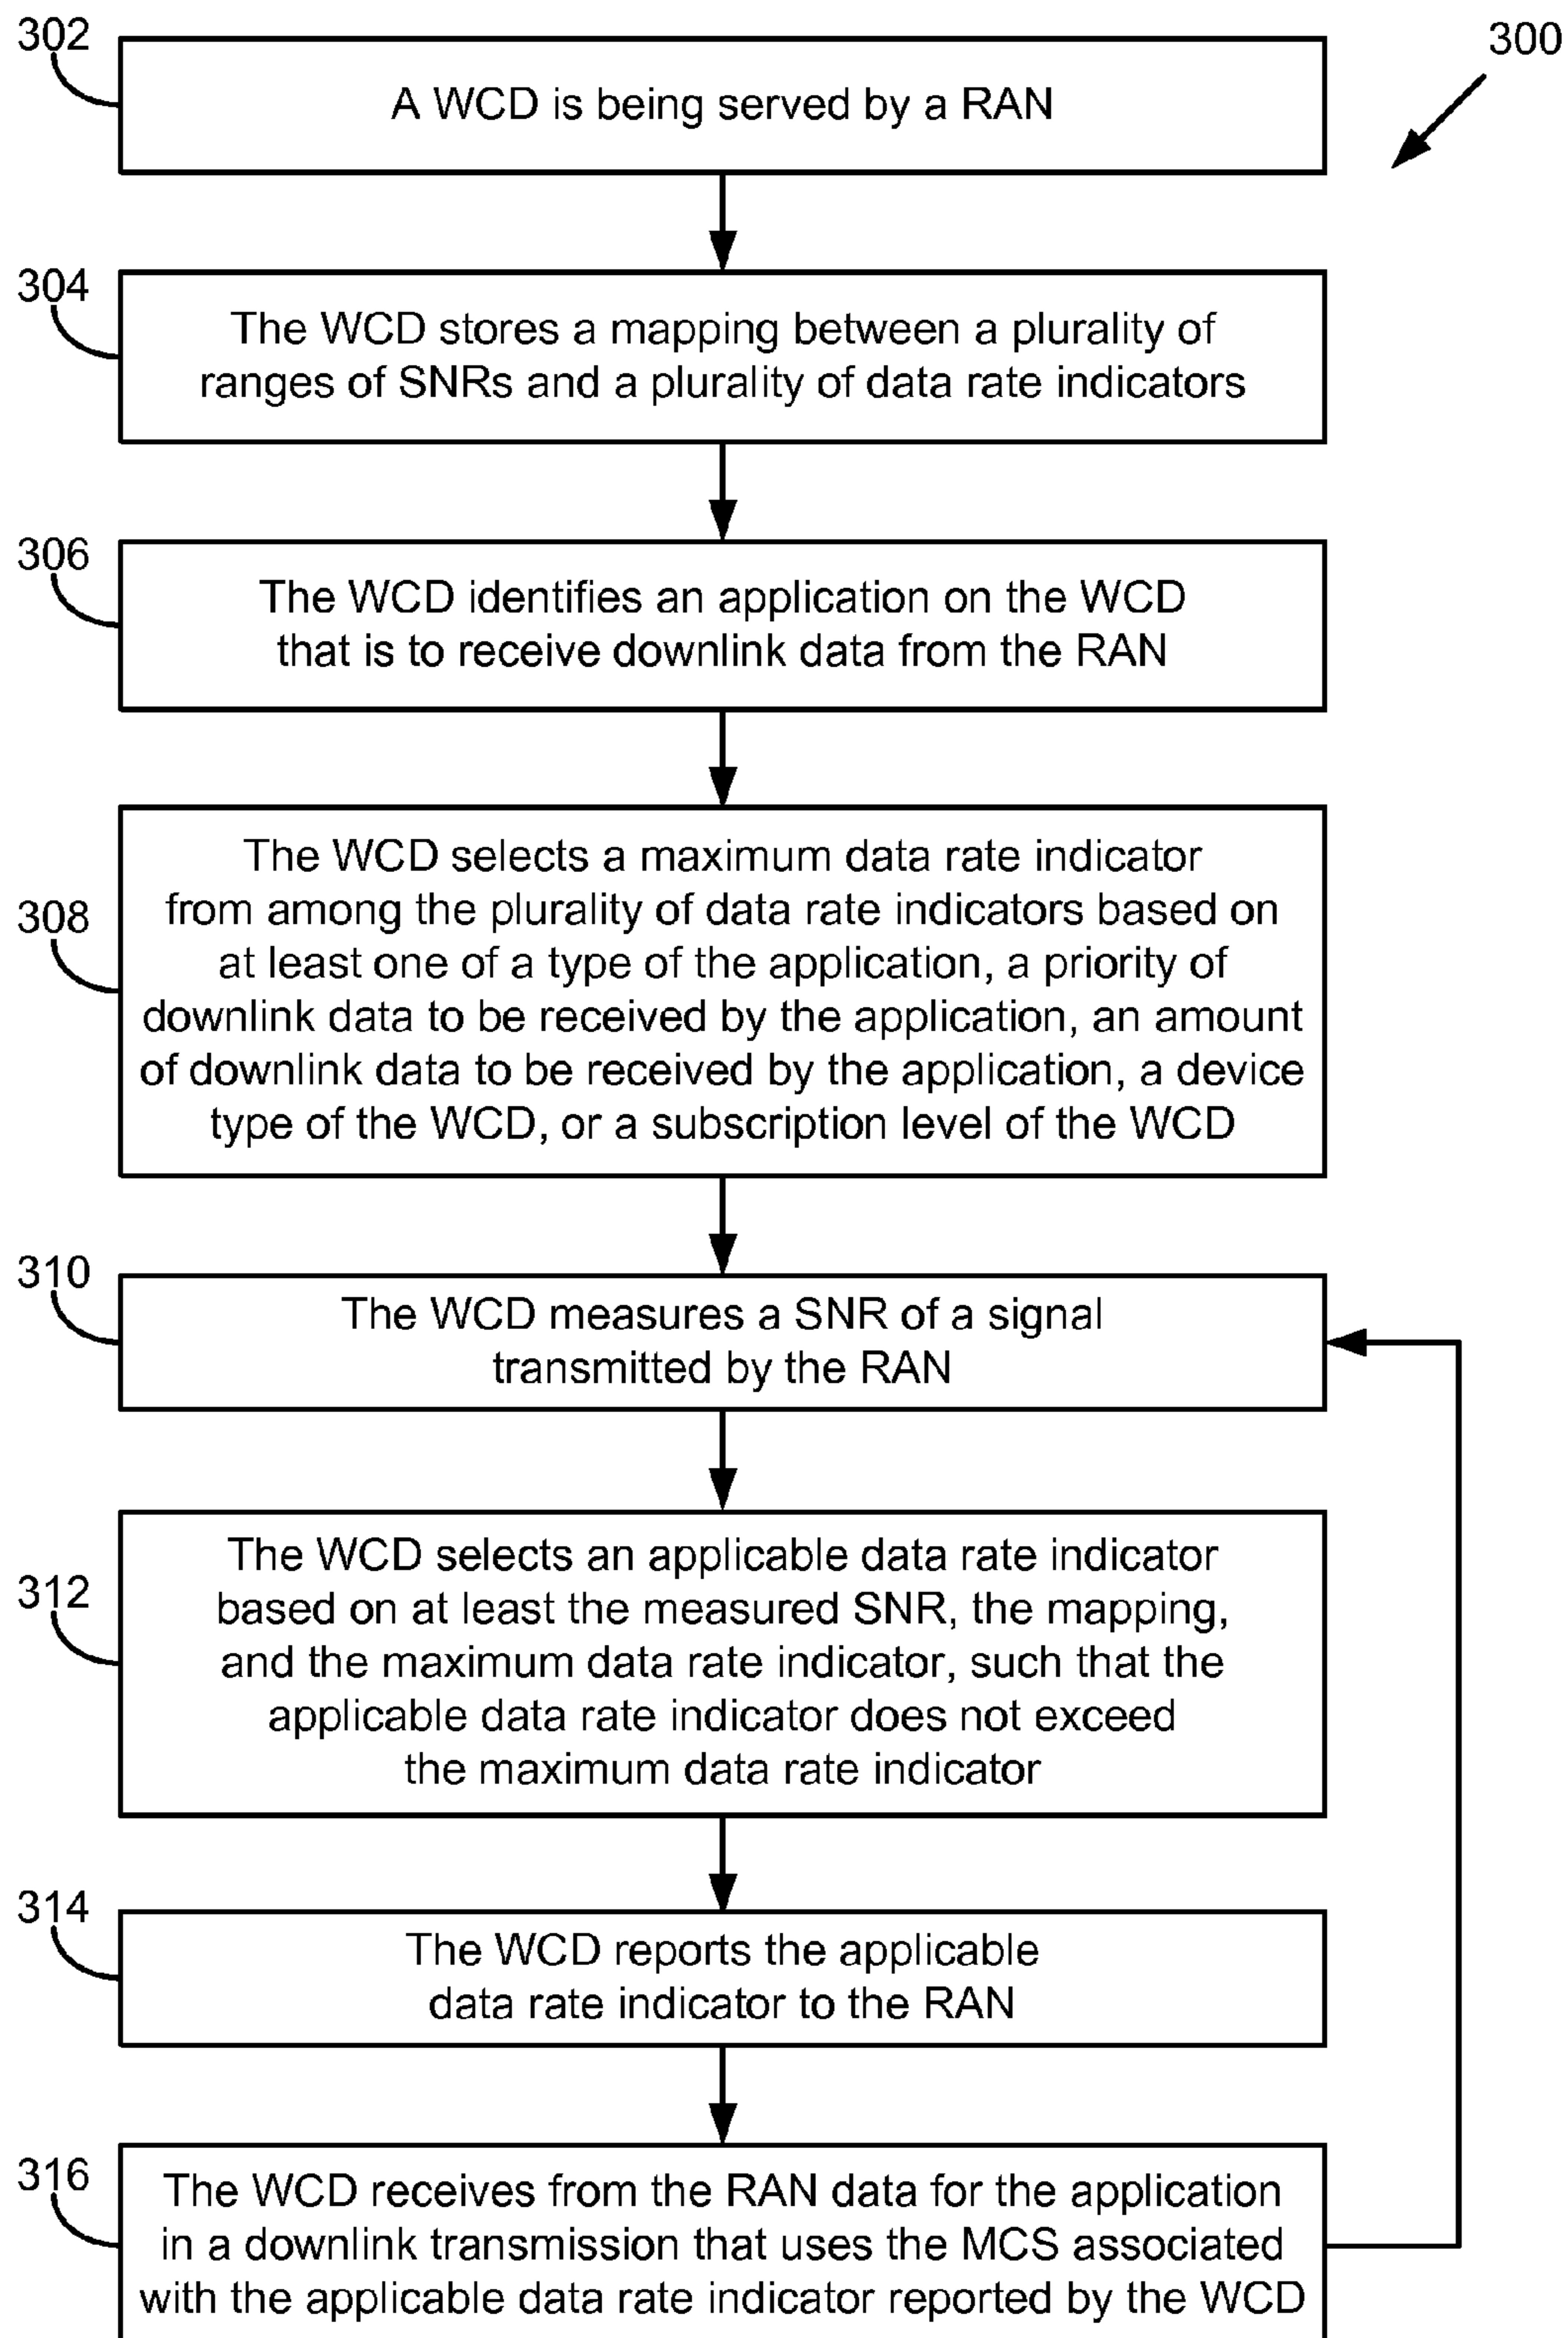 302
300
A WCD is being served by a RAN
304
The WCD stores a mapping between a plurality of
ranges of SNRs and a plurality of data rate indicators
306
The WCD identifies an application on the WCD
that is to receive downlink data from the RAN
308
The WCD selects a maximum data rate indicator
from among the plurality of data rate indicators based on
at least one of a type of the application, a priority of
downlink data to be received by the application, an amount
of downlink data to be received by the application, a device
type of the WCD, or a subscription level of the WCD
310
The WCD measures a SNR of a signal
transmitted by the RAN
312
The WCD selects an applicable data rate indicator
based on at least the measured SNR, the mapping,
and the maximum data rate indicator, such that the
applicable data rate indicator does not exceed
the maximum data rate indicator
314
The WCD reports the applicable
data rate indicator to the RAN
316
The WCD receives from the RAN data for the application
in a downlink transmission that uses the MCS associated
with the applicable data rate indicator reported by the WCD